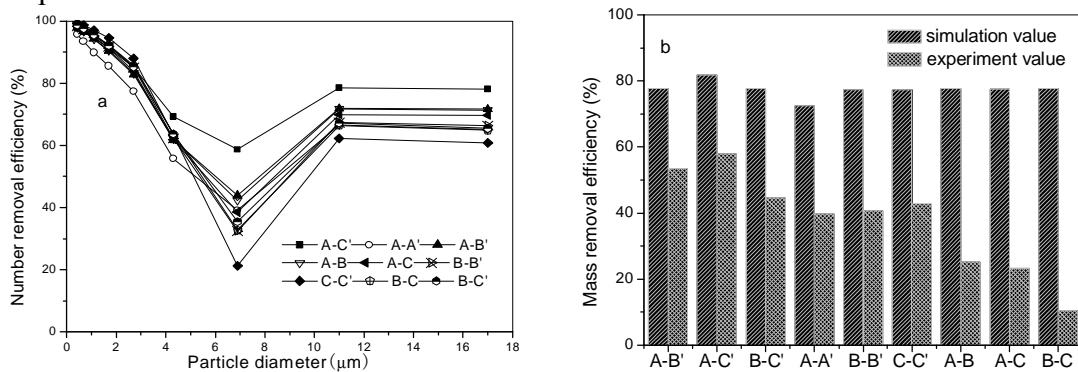 100
80
60
40
20
0
Number removal efficiency (%)
a
A-C' A-A' A-B'
A-B A-C B-B'
C-C' B-C B-C'
0 2 4 6 8 10 12 14 16 18
Particle diameter(μm)
100
80
60
40
20
0
Mass removal efficiency (%)
b
simulation value
experiment value
A-B' A-C' B-C' A-A' B-B' C-C' A-B A-C B-C